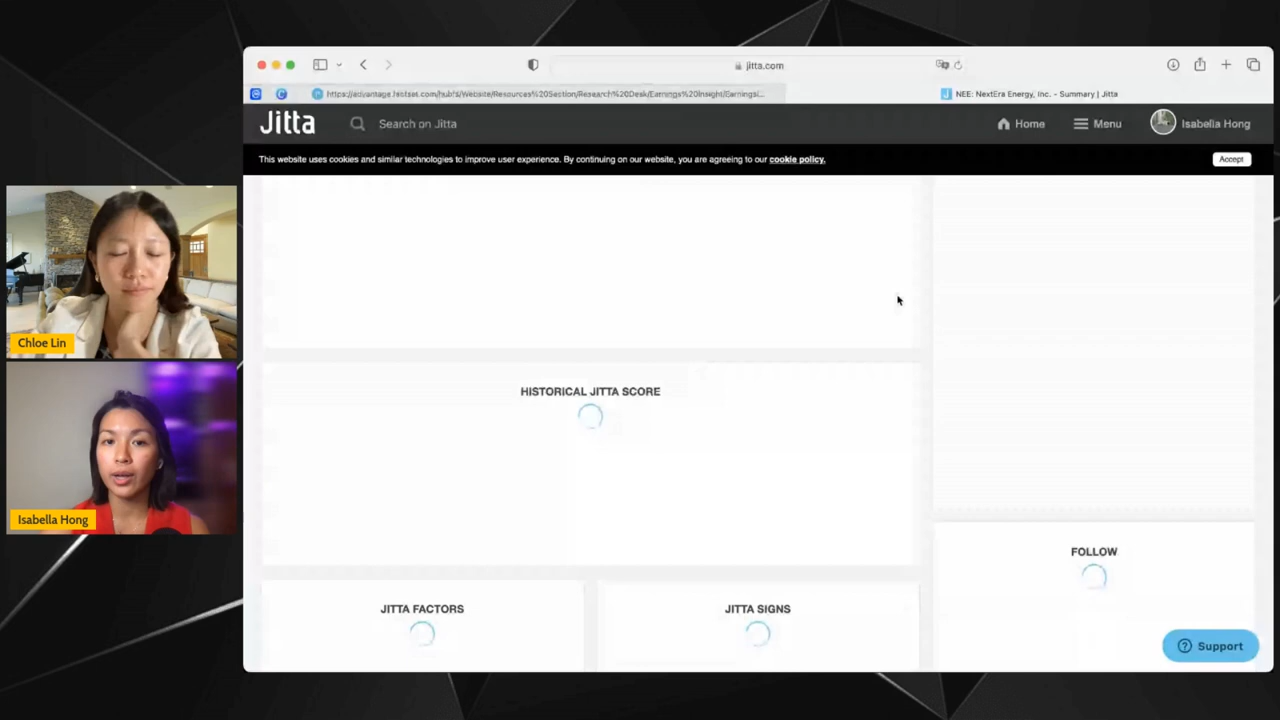 jitta.com
NEE: NextEra Energy, Inc. - Summary | Jitta
Jitta
Search on Jitta
Home
Menu
Isabella Hong
This website uses cookies and similar technologies to improve user experience. By continuing on our website, you are agreeing to our cookie policy.
Accept
HISTORICAL JITTA SCORE
Chloe Lin
Isabella Hong
FOLLOW
JITTA FACTORS
JITTA SIGNS
Support